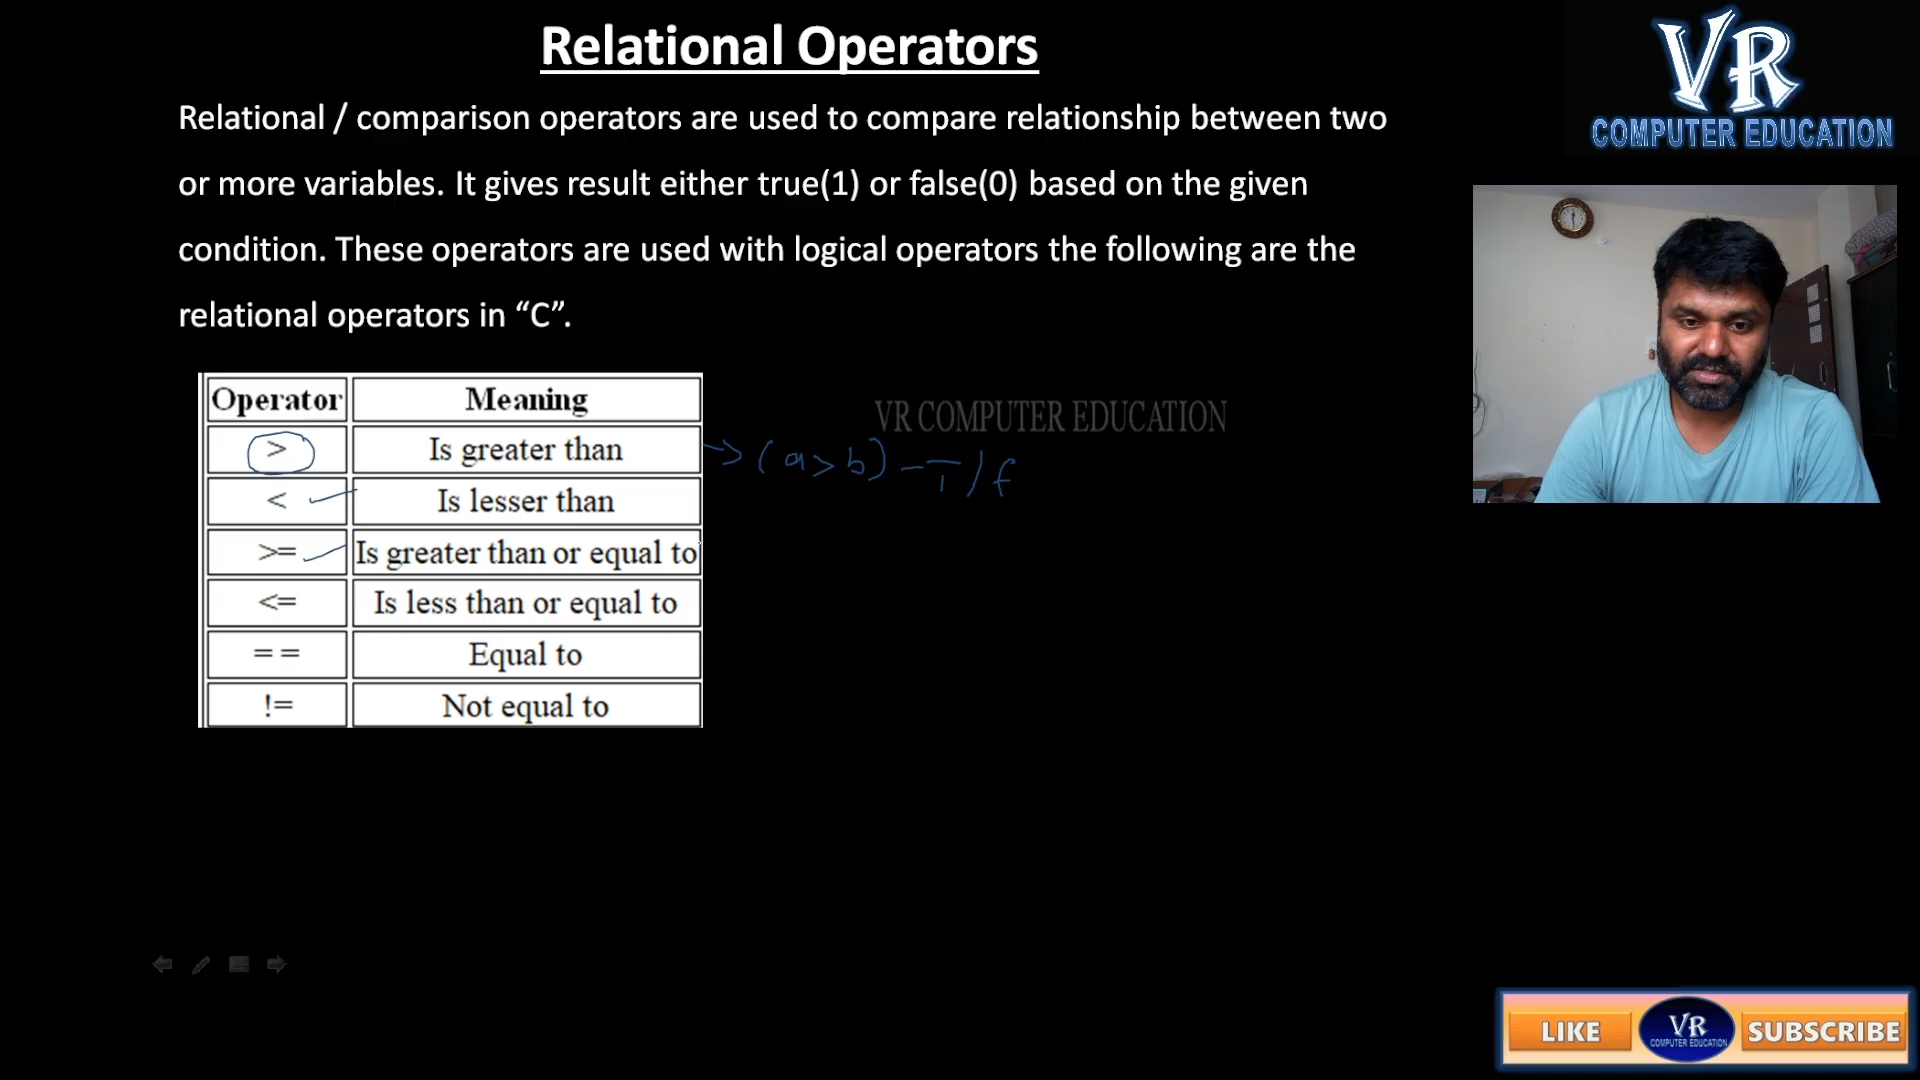 Relational Operators
VR
COMPUTER EDUCATION
Relational / comparison operators are used to compare relationship between two
or more variables. It gives result either true(1) or false(0) based on the given
condition. These operators are used with logical operators the following are the
relational operators in “C”.
Operator Meaning
> Is greater than
< Is lesser than
>= Is greater than or equal to
<= Is less than or equal to
= = Equal to
!= Not equal to
VR COMPUTER EDUCATION
→ (a > b) - T/f
LIKE
VR
COMPUTER EDUCATION
SUBSCRIBE